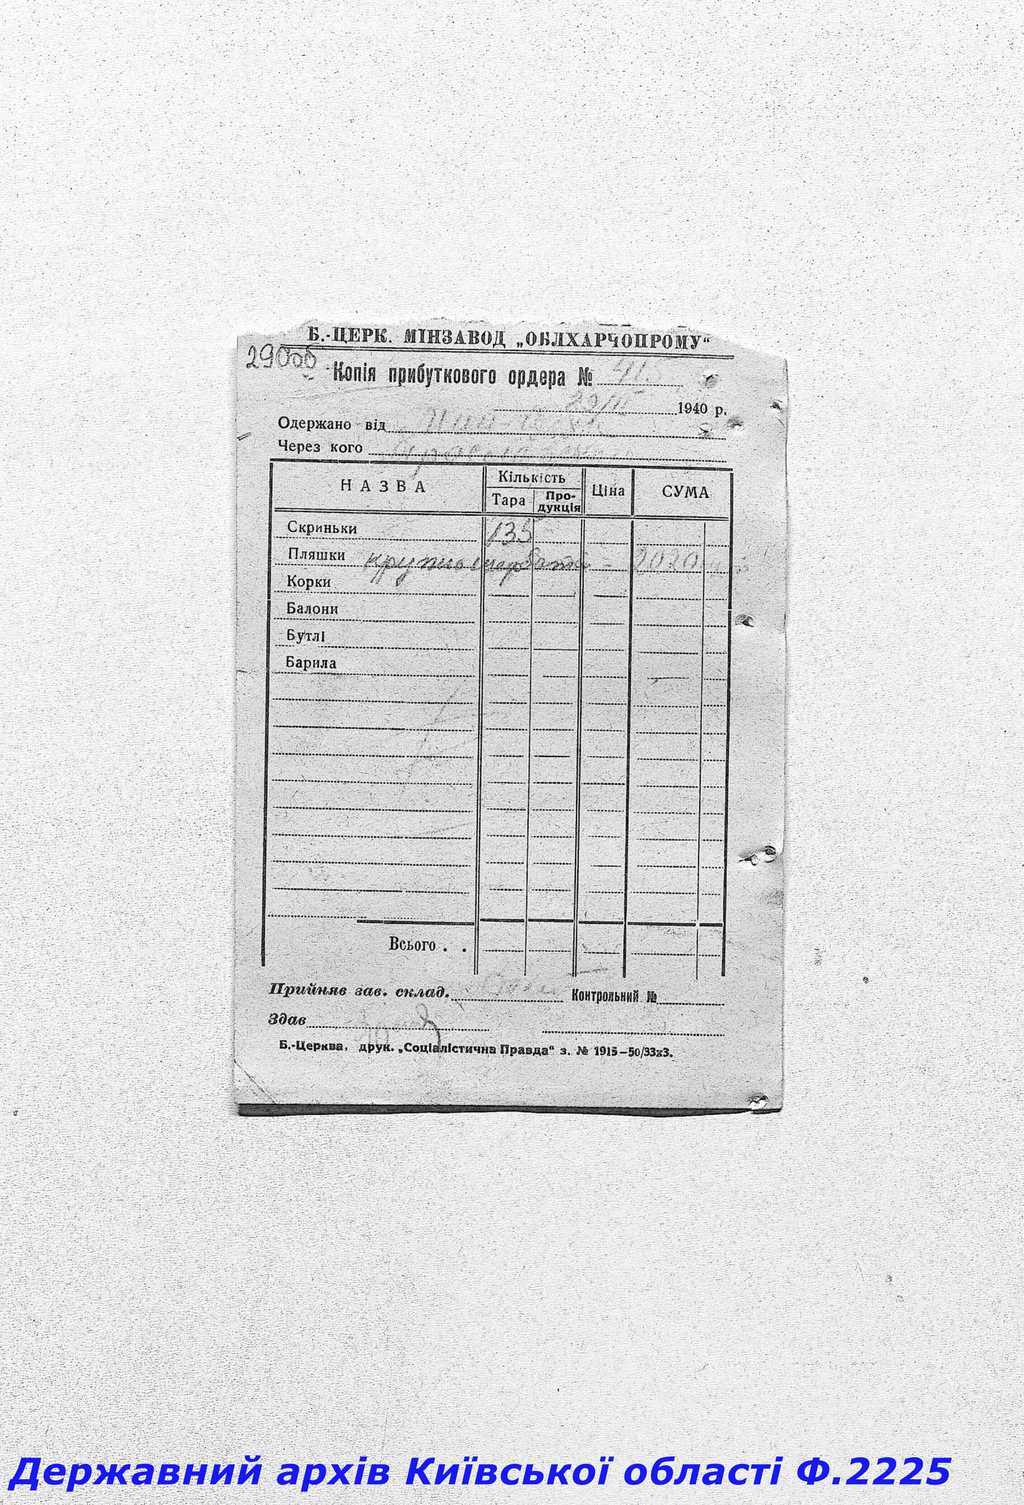 Б.-ЦЕРК. МІНЗАВОД „ОБЛХАРЧОПРОМУ“
29000
Копія прибуткового ордера № 415
1940 р.
Одержано від
Через кого
НАЗВА Кількість Ціна СУМА
Тара Про-дукція
Скриньки 135
Пляшки
Корки
Балони
Бутлі
Барила
Всього . .
Прийняв зав. склад. Контрольний №
Здав
Б.-Церква, друк. „Соціалістична Правда“ з. № 1915–50/33х3.
Державний архів Київської області Ф.2225